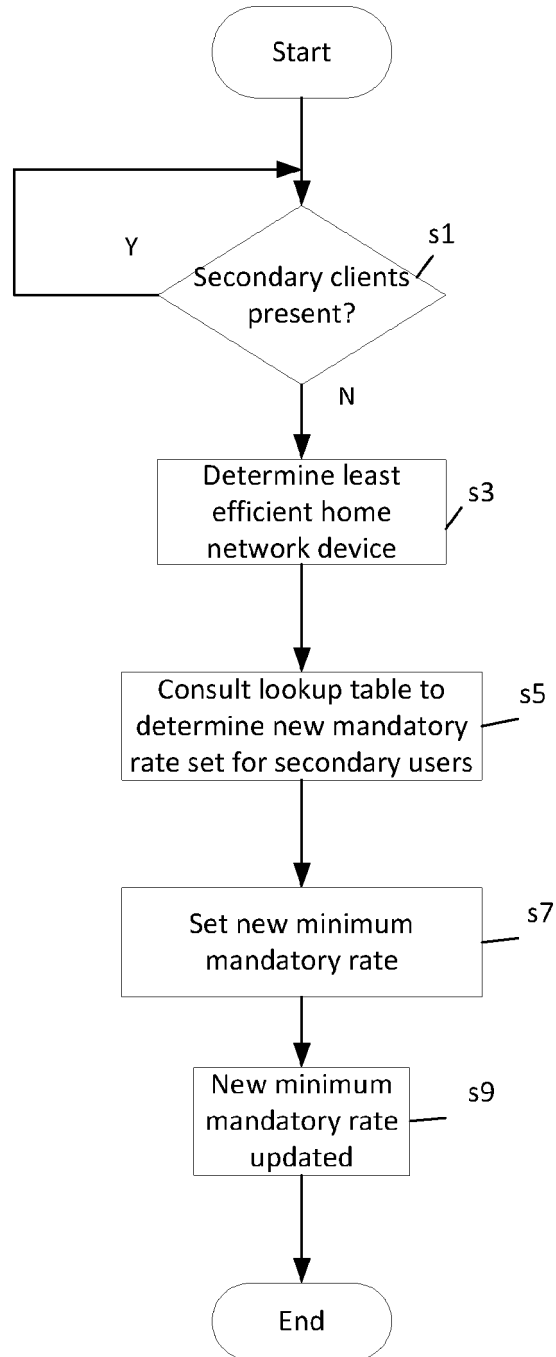 Start
Y
s1
Secondary clients
present?
N
Determine least
efficient home
network device
s3
Consult lookup table to
determine new mandatory
rate set for secondary users
s5
Set new minimum
mandatory rate
s7
New minimum
mandatory rate
updated
s9
End